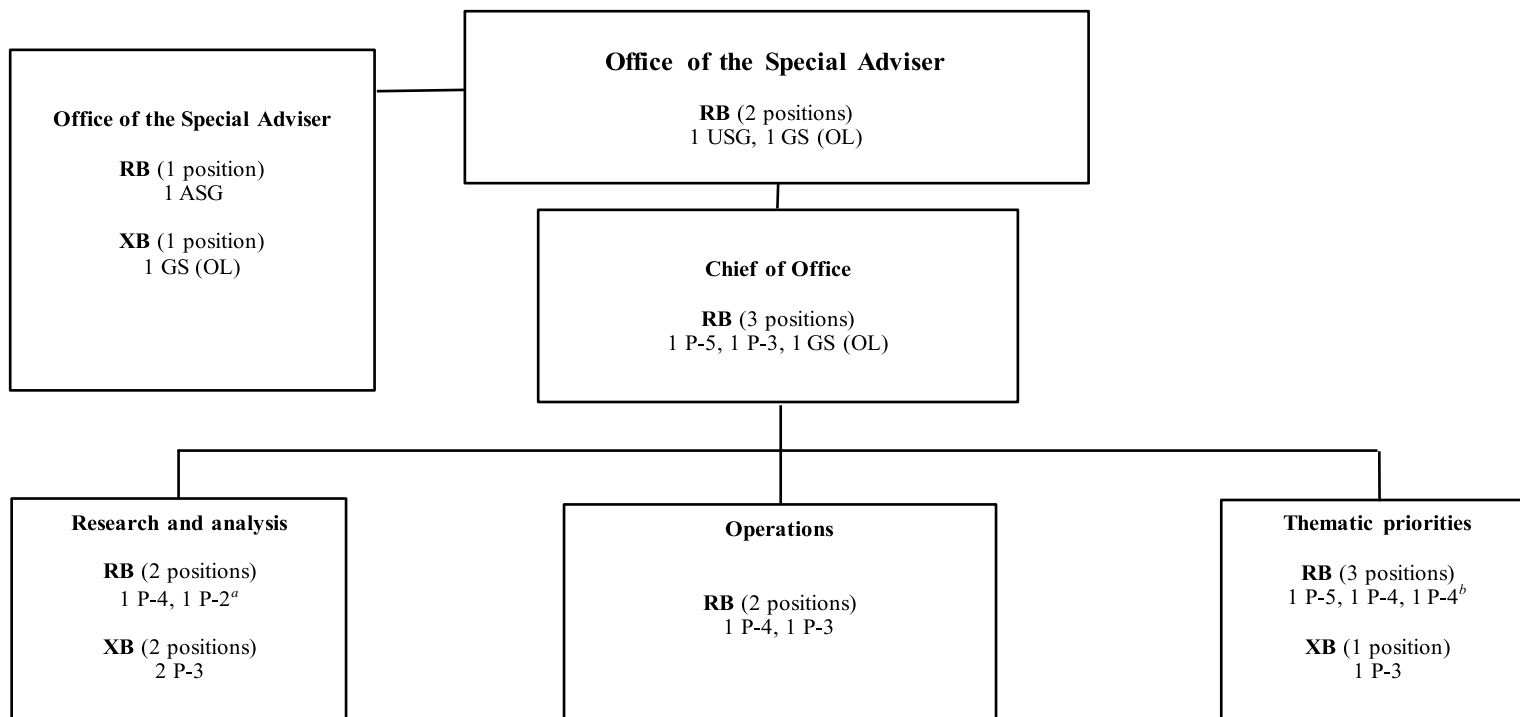 Office of the Special Adviser
RB (2 positions)
1 USG, 1 GS (OL)
Office of the Special Adviser
RB (1 position)
1 ASG
XB (1 position)
1 GS (OL)
Chief of Office
RB (3 positions)
1 P-5, 1 P-3, 1 GS (OL)
Research and analysis
RB (2 positions)
1 P-4, 1 P-2a
XB (2 positions)
2 P-3
Operations
RB (2 positions)
1 P-4, 1 P-3
Thematic priorities
RB (3 positions)
1 P-5, 1 P-4, 1 P-4b
XB (1 position)
1 P-3